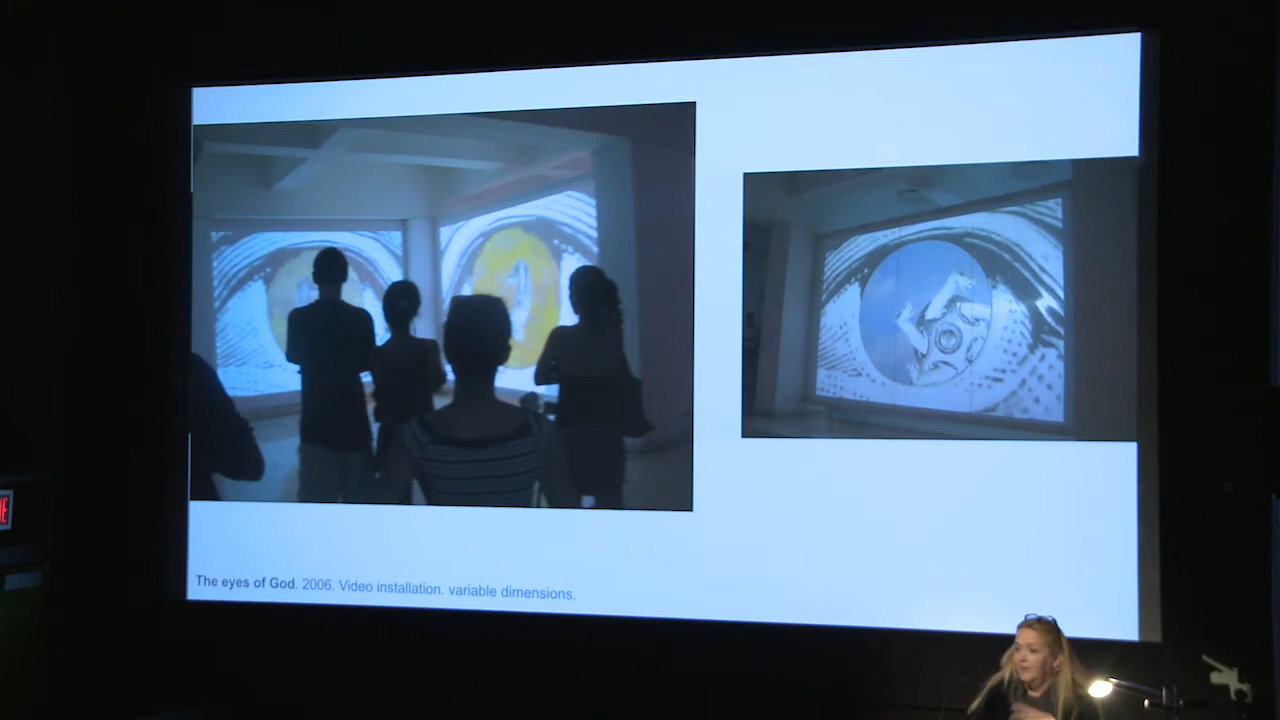 The eyes of God. 2006. Video installation. variable dimensions.